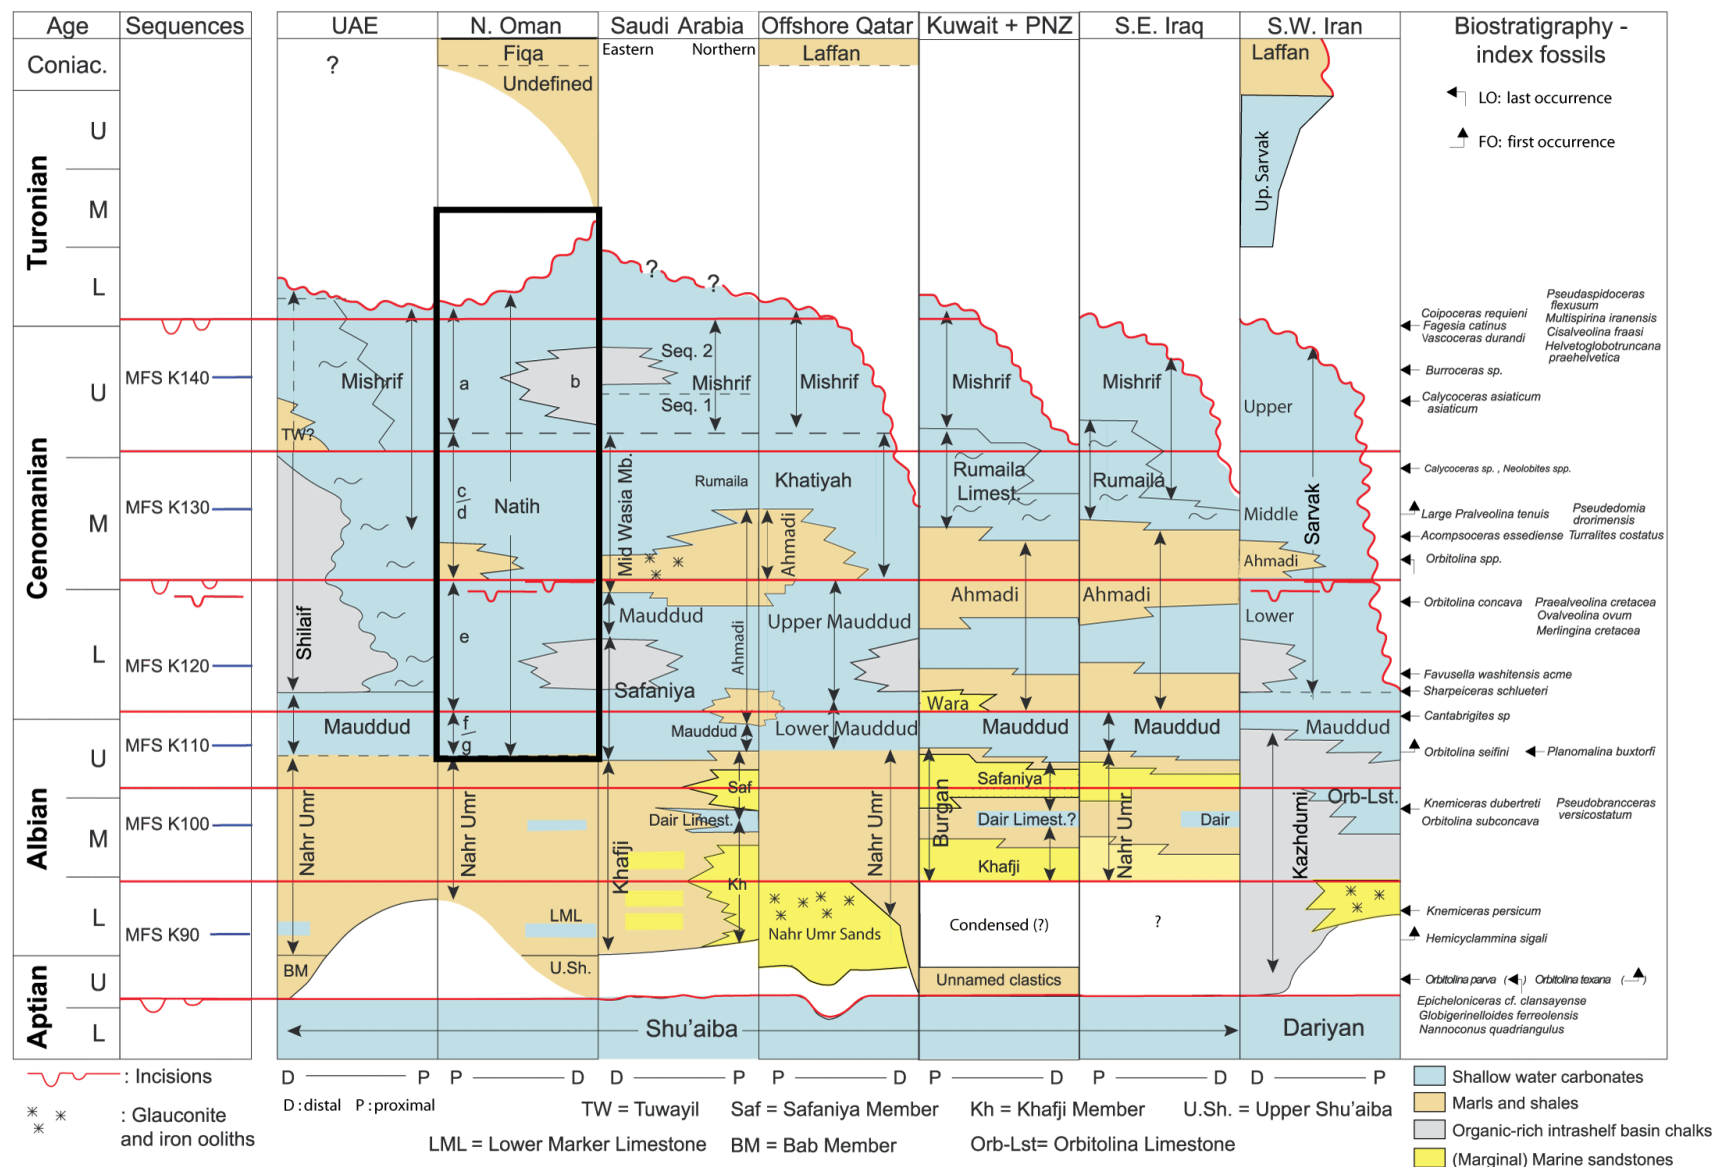 Age
Sequences
UAE
N. Oman
Saudi Arabia
Offshore Qatar
Kuwait + PNZ
S.E. Iraq
S.W. Iran
Biostratigraphy -
index fossils
Eastern
Northern
Coniac.
?
Fiqa
Undefined
Laffan
Laffan
LO: last occurrence
FO: first occurrence
Turonian
U
M
L
Up. Sarvak
?
?
Coipoceras requieni
Fagesia catinus
Vascoceras durandi
Pseudaspidoceras
flexusum
Multispirina iranensis
Cisalveolina fraasi
Helvetoglobotruncana
praehelvetica
Cenomanian
U
M
L
MFS K140
Mishrif
a
b
Seq. 2
Mishrif
Seq. 1
Mishrif
Mishrif
Mishrif
Upper
Burroceras sp.
Calycoceras asiaticum
asiaticum
TW?
MFS K130
c
d
Natih
Mid Wasia Mb.
Rumaila
Khatiyah
Ahmadi
Rumaila
Limest.
Rumaila
Middle
Sarvak
Ahmadi
Calycoceras sp. , Neolobites spp.
Large Pralveolina tenuis
Pseudedomia
drorimensis
Acompsoceras essediense
Turralites costatus
Orbitolina spp.
Shilaif
e
Mauddud
Ahmadi
Upper Mauddud
Ahmadi
Ahmadi
Lower
Orbitolina concava
Praealveolina cretacea
Ovalveolina ovum
Merlingina cretacea
MFS K120
Safaniya
Wara
Favusella washitensis acme
Sharpeiceras schlueteri
Albian
U
M
L
MFS K110
Mauddud
f
g
Mauddud
Lower Mauddud
Mauddud
Mauddud
Mauddud
Cantabrigites sp
Orbitolina seifini
Planomalina buxtorfi
MFS K100
Nahr Umr
Nahr Umr
Khafji
Saf
Dair Limest.
Kh
Nahr Umr
Burgan
Safaniya
Dair Limest.?
Khafji
Nahr Umr
Dair
Kazhdumi
Orb-Lst.
Knemiceras dubertreti
Orbitolina subconcava
Pseudobrancceras
versicostatum
MFS K90
LML
Nahr Umr Sands
Condensed (?)
?
Knemiceras persicum
Hemicyclammina sigali
Aptian
U
L
BM
U.Sh.
Unnamed clastics
Orbitolina parva
( )
Orbitolina texana
( )
Shu'aiba
Dariyan
Epicheloniceras cf. clansayense
Globigerinelloides ferreolensis
Nannoconus quadriangulus
: Incisions
D
P
P
D
D
P
P
D
P
D
P
D
D
P
Shallow water carbonates
: Glauconite
and iron ooliths
D : distal P : proximal
TW = Tuwayil
Saf = Safaniya Member
Kh = Khafji Member
U.Sh. = Upper Shu'aiba
Marls and shales
LML = Lower Marker Limestone
BM = Bab Member
Orb-Lst= Orbitolina Limestone
Organic-rich intrashelf basin chalks
(Marginal) Marine sandstones